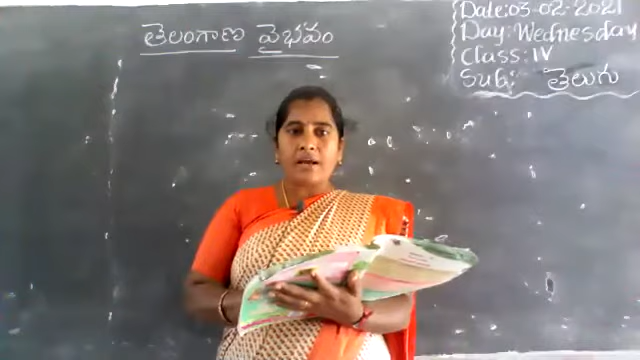 తెలంగాణ వైభవం
Date:03-02-2021
Day: Wednesday
Class: IV
Sub: తెలుగు